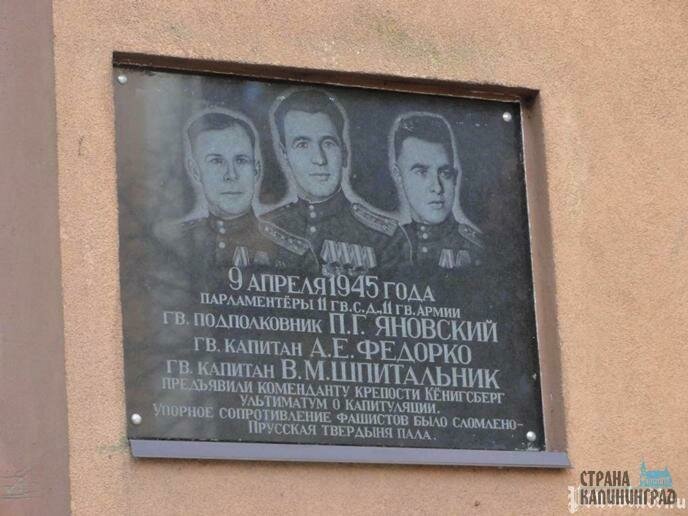 9 АПРЕЛЯ 1945 ГОДА
ПАРЛАМЕНТЁРЫ 11 ГВ.С.Д.,11 ГВ.АРМИИ
ГВ. ПОДПОЛКОВНИК П.Г. ЯНОВСКИЙ
ГВ. КАПИТАН А.Е. ФЕДОРКО
ГВ. КАПИТАН В.М.ШПИТАЛЬНИК
ПРЕДЪЯВИЛИ КОМЕНДАНТУ КРЕПОСТИ КЁНИГСБЕРГ
УЛЬТИМАТУМ О КАПИТУЛЯЦИИ.
УПОРНОЕ СОПРОТИВЛЕНИЕ ФАШИСТОВ БЫЛО СЛОМЛЕНО-
ПРУССКАЯ ТВЕРДЫНЯ ПАЛА.
СТРАНА
КАЛИНИНГРАД